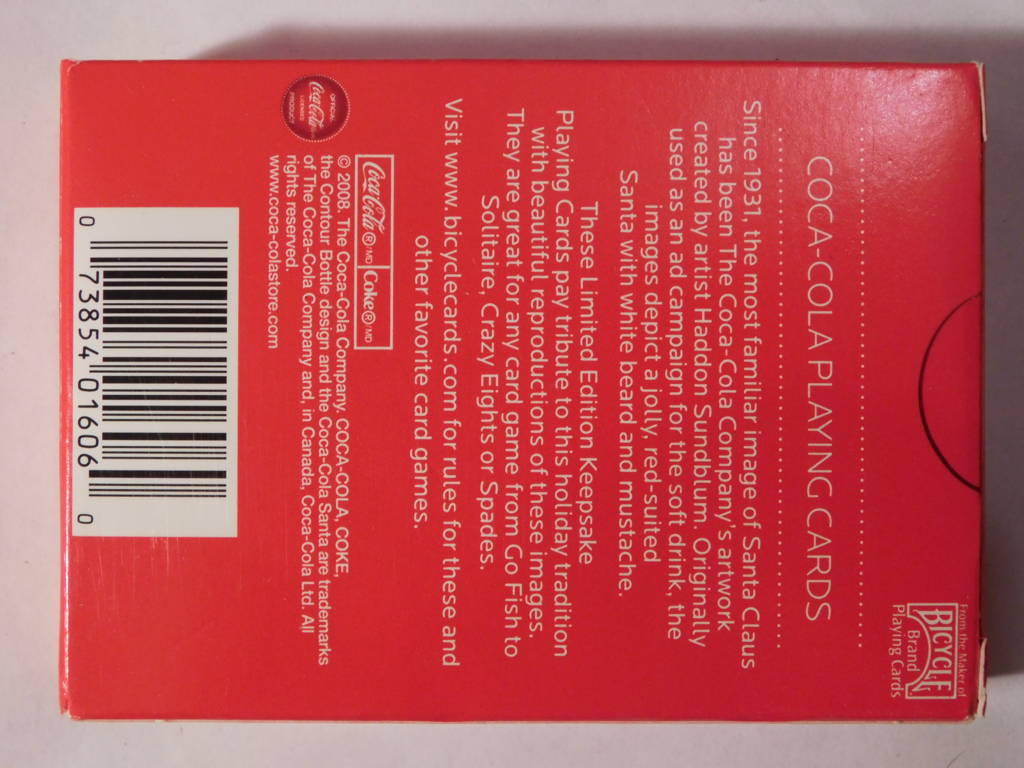 From the Maker of
BICYCLE
Brand
Playing Cards
COCA-COLA PLAYING CARDS
Since 1931, the most familiar image of Santa Claus
has been The Coca-Cola Company's artwork
created by artist Haddon Sundblum. Originally
used as an ad campaign for the soft drink, the
images depict a jolly, red-suited
Santa with white beard and mustache.
These Limited Edition Keepsake
Playing Cards pay tribute to this holiday tradition
with beautiful reproductions of these images.
They are great for any card game from Go Fish to
Solitaire, Crazy Eights or Spades.
Visit www.bicyclecards.com for rules for these and
other favorite card games.
Coca-Cola®/MD Coke®/MD
© 2008. The Coca-Cola Company. COCA-COLA, COKE,
the Contour Bottle design and the Coca-Cola Santa are trademarks
of The Coca-Cola Company and, in Canada, Coca-Cola Ltd. All
rights reserved.
www.coca-colastore.com
OFFICIAL
Coca-Cola
LICENSED
PRODUCT
0 73854 01606 0